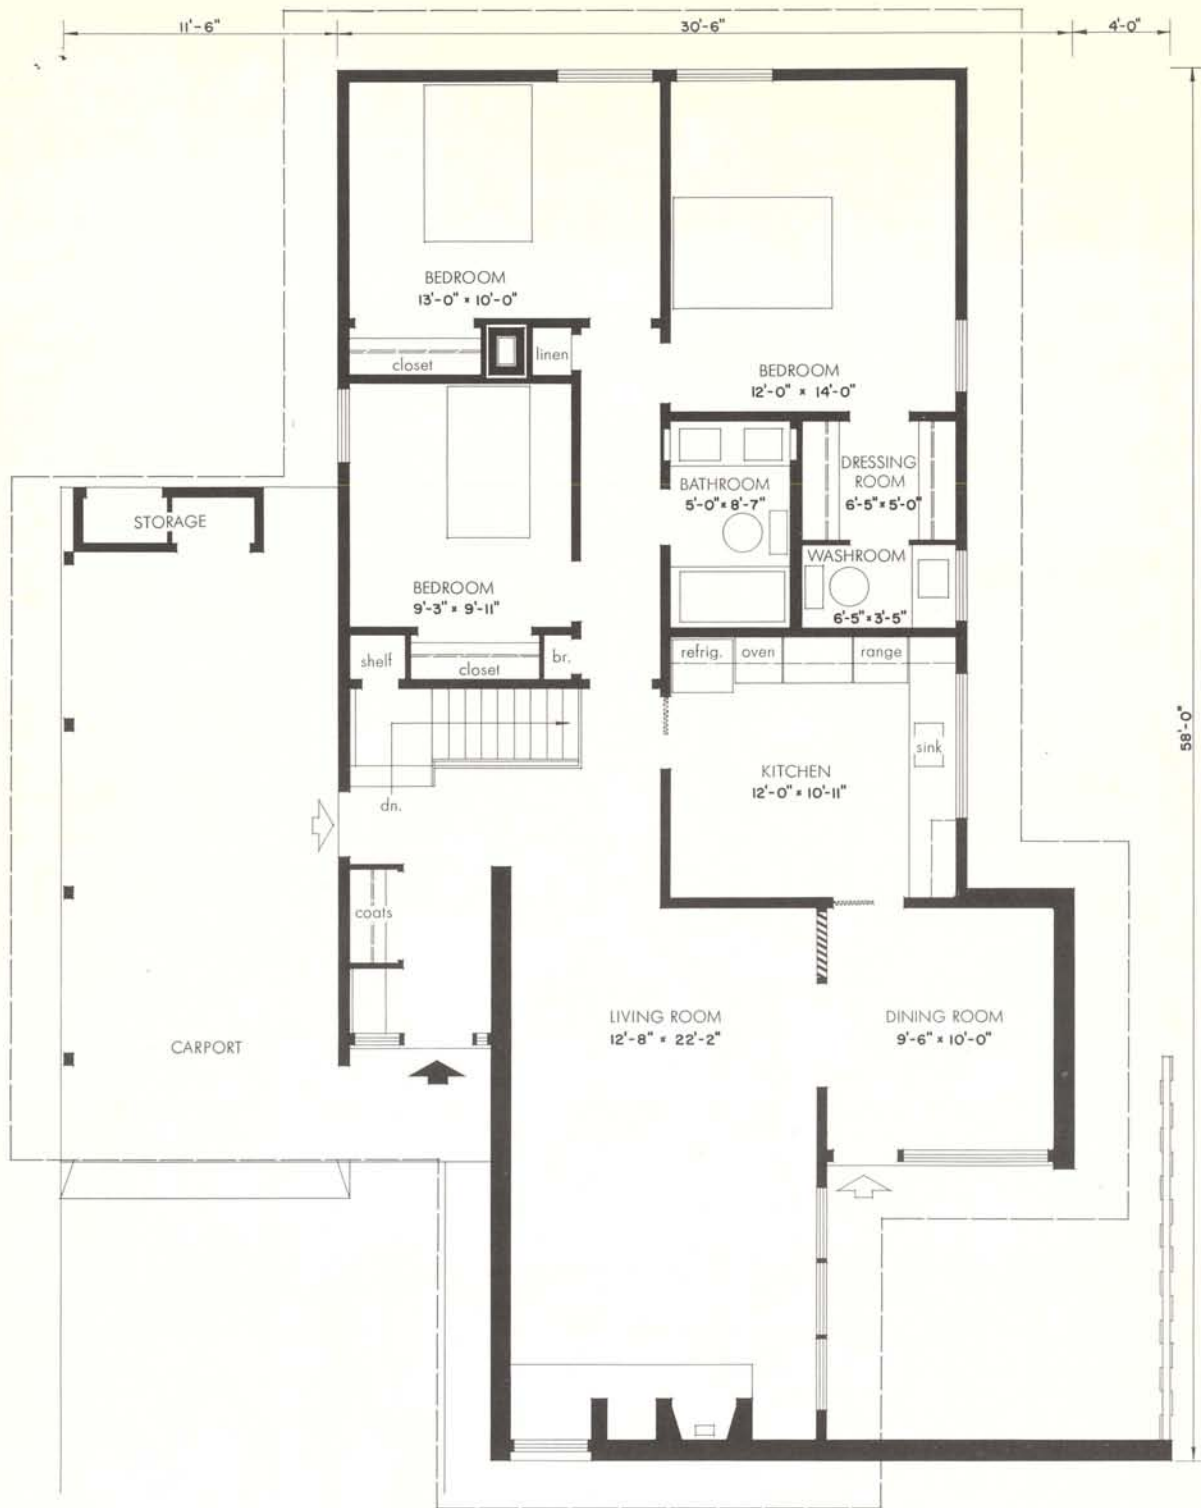 11'-6"
30'-6"
4'-0"
BEDROOM
13'-0" x 10'-0"
closet
linen
BEDROOM
12'-0" x 14'-0"
BATHROOM
5'-0" x 8'-7"
DRESSING
ROOM
6'-5" x 5'-0"
STORAGE
WASHROOM
6'-5" x 3'-5"
BEDROOM
9'-3" x 9'-11"
shelf
closet
br.
refrig.
oven
range
sink
58'-0"
KITCHEN
12'-0" x 10'-11"
dn.
coats
LIVING ROOM
12'-8" x 22'-2"
DINING ROOM
9'-6" x 10'-0"
CARPORT